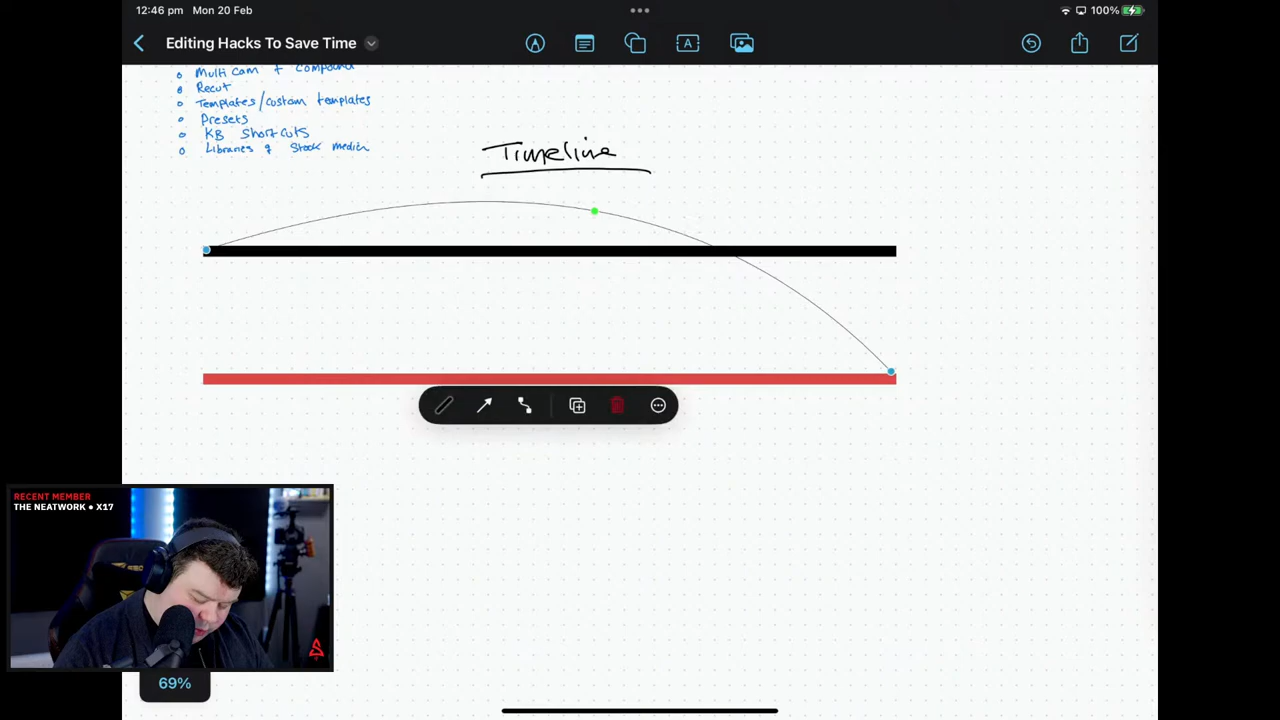 12:46 pm Mon 20 Feb
100%
Editing Hacks To Save Time
A
Multi Cam + Compound
Recut
Templates/custom templates
Presets
KB Shortcuts
Libraries & Stock media
Timeline
RECENT MEMBER
THE NEATWORK ● X17
69%